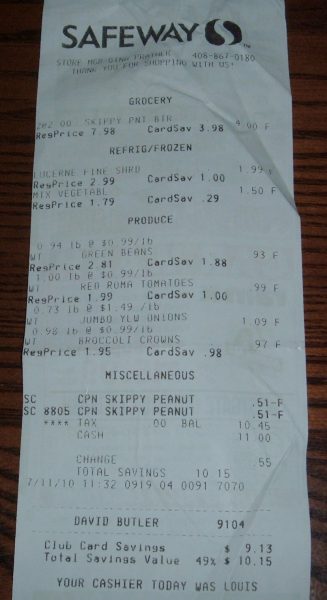 SAFEWAY
STORE MGR GINA PRATHER 408-867-0180
THANK YOU FOR SHOPPING WITH US!
GROCERY
2@2.00 SKIPPY PNT BTR 4.00 F
RegPrice 7.98 CardSav 3.98
REFRIG/FROZEN
LUCERNE FINE SHRD 1.99
RegPrice 2.99 CardSav 1.00
MIX VEGETABLE 1.50 F
RegPrice 1.79 CardSav .29
PRODUCE
0.94 lb @ $0.99/lb
WT GREEN BEANS .93 F
RegPrice 2.81 CardSav 1.88
1.00 lb @ $0.99/lb
WT RED ROMA TOMATOES .99 F
RegPrice 1.99 CardSav 1.00
0.73 lb @ $1.49 /lb
WT JUMBO YLW ONIONS 1.09 F
0.98 lb @ $0.99/lb
WT BROCCOLI CROWNS .97 F
RegPrice 1.95 CardSav .98
MISCELLANEOUS
SC CPN SKIPPY PEANUT .51-F
SC 8805 CPN SKIPPY PEANUT .51-F
**** TAX .00 BAL 10.45
CASH 11.00
CHANGE .55
TOTAL SAVINGS 10.15
7/11/10 11:32 0919 04 0091 7070
DAVID BUTLER 9104
Club Card Savings $ 9.13
Total Savings Value 49% $ 10.15
YOUR CASHIER TODAY WAS LOUIS